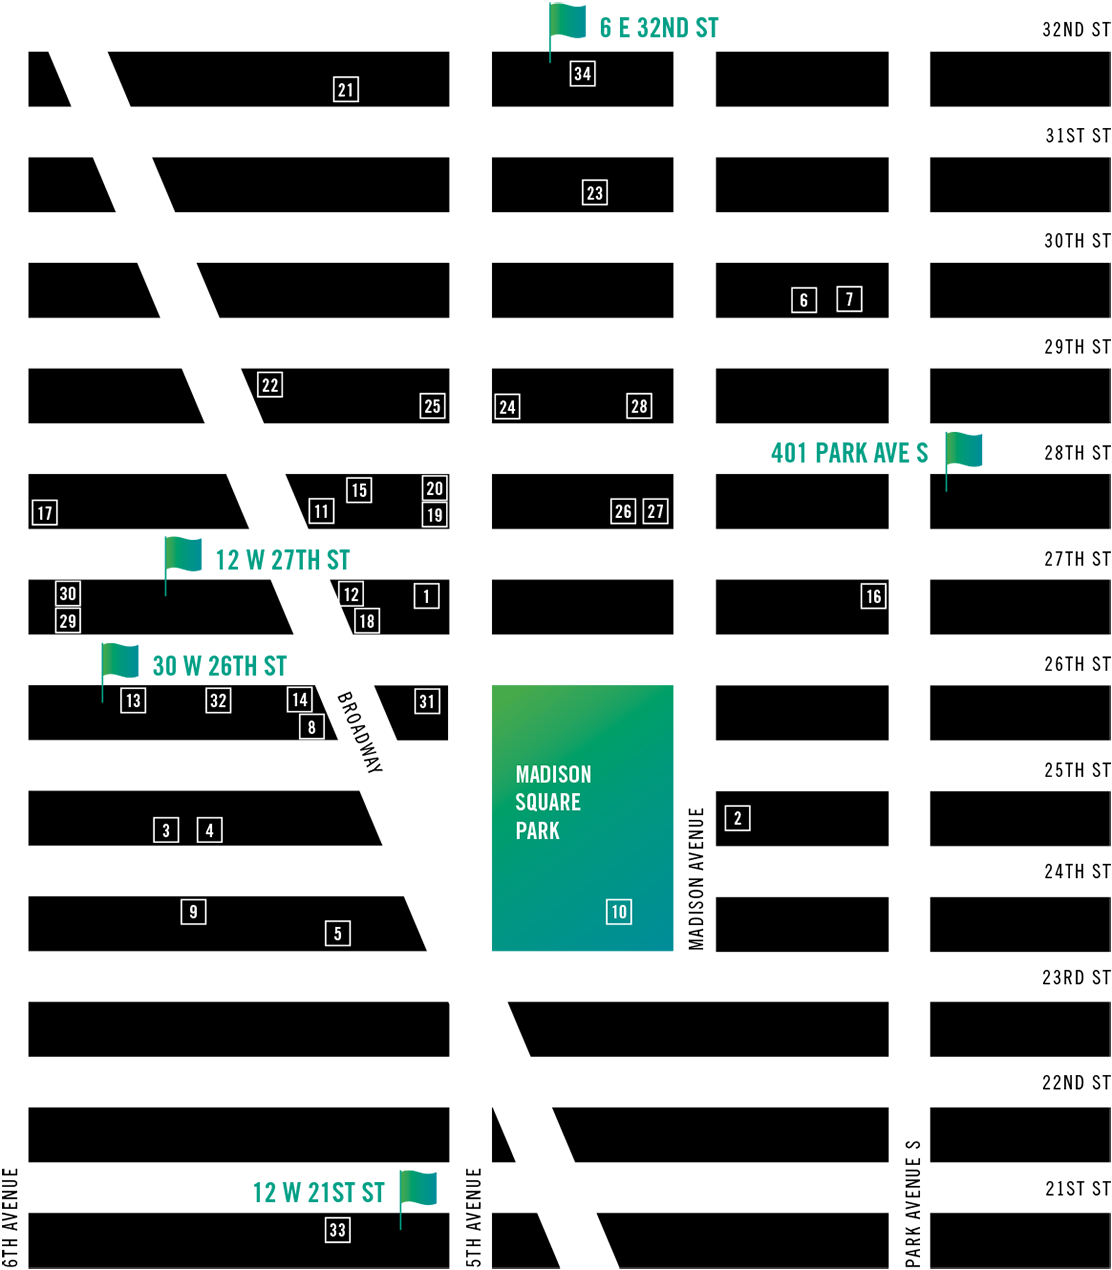 6 E 32ND ST
32ND ST
34
21
31ST ST
23
30TH ST
6
7
29TH ST
22
25
24
28
401 PARK AVE S
28TH ST
17
11
15
20
19
26
27
12 W 27TH ST
27TH ST
30
29
12
18
1
16
30 W 26TH ST
26TH ST
13
32
14
8
31
BROADWAY
MADISON
SQUARE
PARK
25TH ST
3
4
2
MADISON AVENUE
24TH ST
9
5
10
23RD ST
22ND ST
12 W 21ST ST
21ST ST
6TH AVENUE
5TH AVENUE
PARK AVENUE S
33